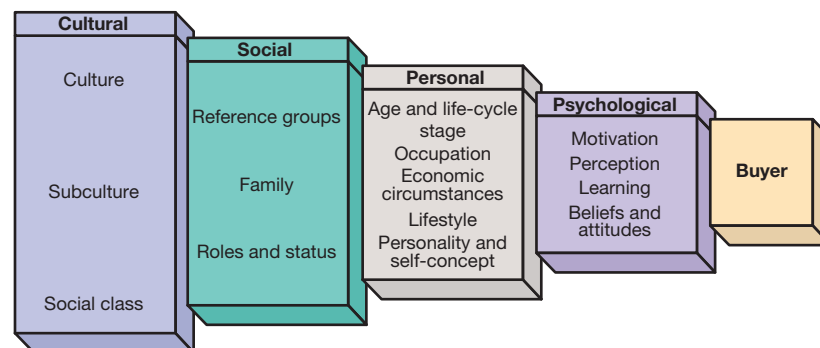 Cultural
Culture
Subculture
Social class
Social
Reference groups
Family
Roles and status
Personal
Age and life-cycle
stage
Occupation
Economic
circumstances
Lifestyle
Personality and
self-concept
Psychological
Motivation
Perception
Learning
Beliefs and
attitudes
Buyer